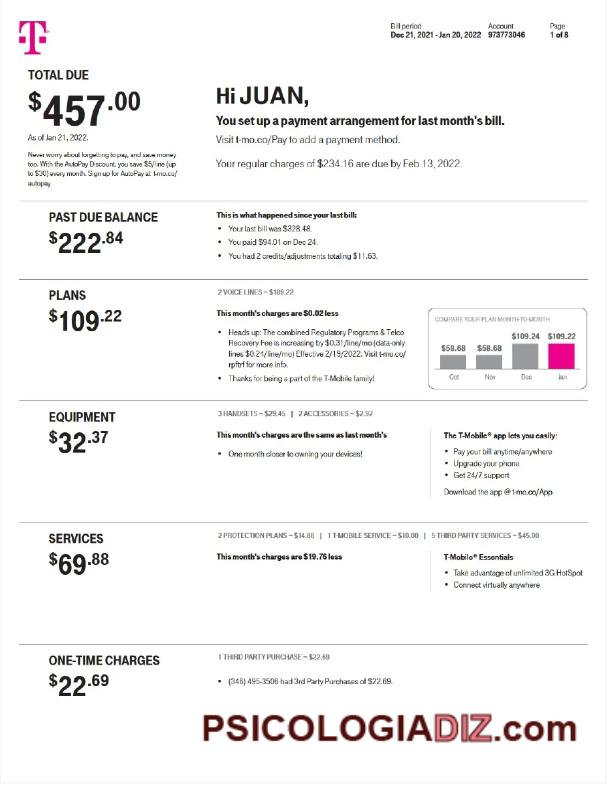 T
Bill period Account Page
Dec 21, 2021 - Jan 20, 2022 973773046 1 of 8
TOTAL DUE
$457.00
As of Jan 21, 2022.
Never worry about forgetting to pay, and save money
too. With the AutoPay Discount, you save $5/line (up
to $30) every month. Sign up for AutoPay at t-mo.co/
autopay
Hi JUAN,
You set up a payment arrangement for last month's bill.
Visit t-mo.co/Pay to add a payment method.
Your regular charges of $234.16 are due by Feb 13, 2022.
PAST DUE BALANCE
$222.84
This is what happened since your last bill:
• Your last bill was $328.48.
• You paid $94.01 on Dec 24.
• You had 2 credits/adjustments totaling $11.63.
PLANS
$109.22
2 VOICE LINES – $109.22
This month's charges are $0.02 less
• Heads up: The combined Regulatory Programs & Telco
Recovery Fee is increasing by $0.31/line/mo (data-only
lines $0.24/line/mo) Effective 2/19/2022. Visit t-mo.co/
rpftrf for more info.
• Thanks for being a part of the T-Mobile family!
COMPARE YOUR PLAN MONTH-TO-MONTH
$58.68 $58.68 $109.24 $109.22
Oct Nov Dec Jan
EQUIPMENT
$32.37
3 HANDSETS – $29.45 | 2 ACCESSORIES – $2.92
This month's charges are the same as last month's
• One month closer to owning your devices!
The T-Mobile® app lets you easily:
• Pay your bill anytime/anywhere
• Upgrade your phone
• Get 24/7 support
Download the app @ t-mo.co/App
SERVICES
$69.88
2 PROTECTION PLANS – $14.88 | 1 T-MOBILE SERVICE – $10.00 | 5 THIRD PARTY SERVICES – $45.00
This month's charges are $19.76 less
T-Mobile® Essentials
• Take advantage of unlimited 3G HotSpot
• Connect virtually anywhere
ONE-TIME CHARGES
$22.69
1 THIRD PARTY PURCHASE – $22.69
• (346) 495-3506 had 3rd Party Purchases of $22.69.
PSICOLOGIADIZ.com